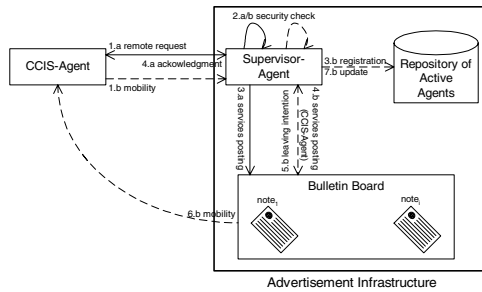 2.a/b security check
1.a remote request
4.a ackowledgment
1.b mobility
CCIS-Agent
Supervisor-
Agent
3.b registration
7.b update
Repository of
Active
Agents
3.a services posting
5.b leaving intention
(CCIS-Agent)
4.b services posting
Bulletin Board
6.b mobility
note1
notei
Advertisement Infrastructure